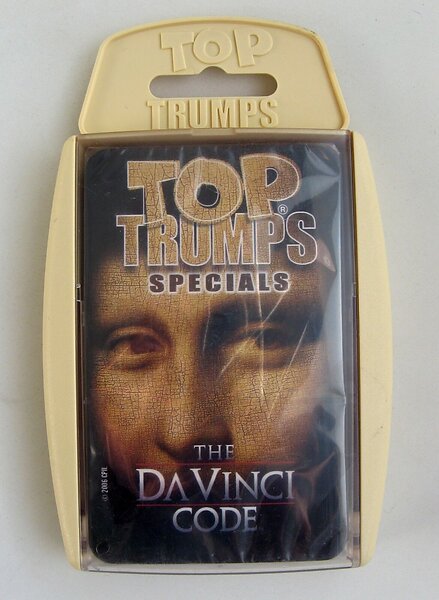 TOP
TRUMPS
TOP
TRUMPS®
SPECIALS
THE
DA VINCI
CODE
© 2006 CPII.